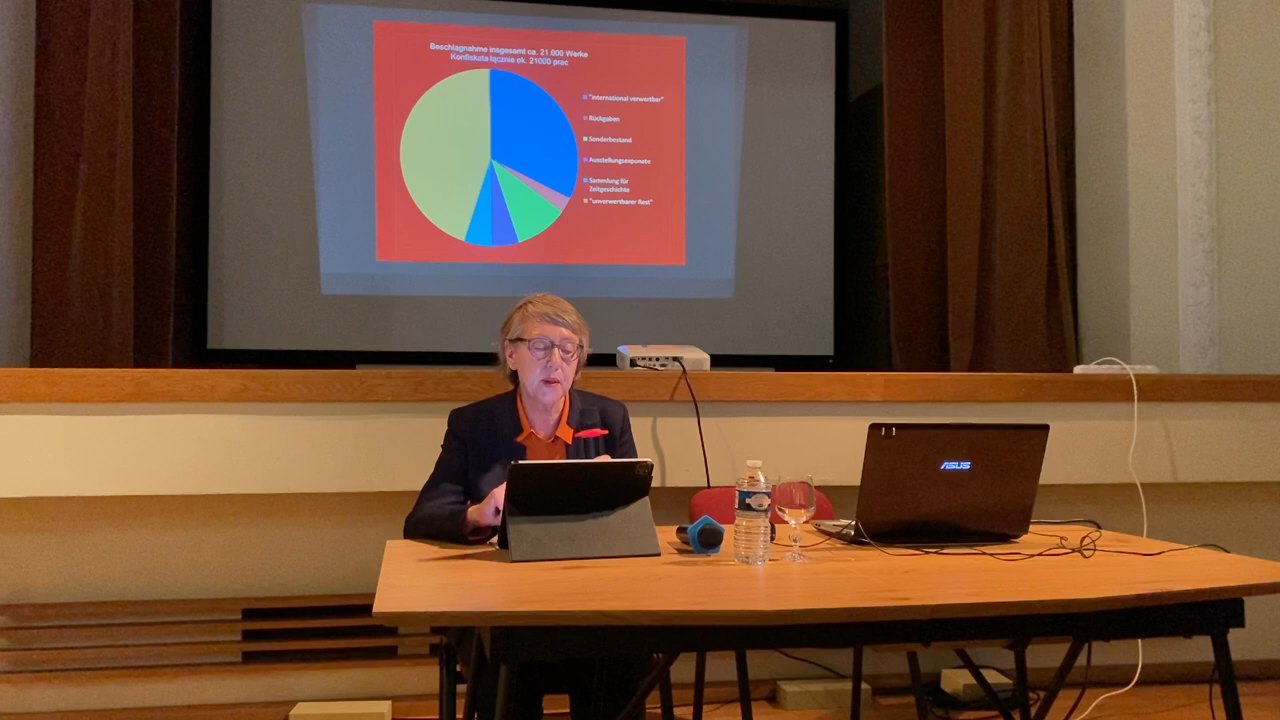 Beschlagnahme insgesamt ca. 21.000 Werke
Konfiskata łącznie ok. 21000 prac
"international verwertbar"
Rückgaben
Sonderbestand
Ausstellungsexponate
Sammlung für
Zeitgeschichte
"unverwertbarer Rest"
ASUS